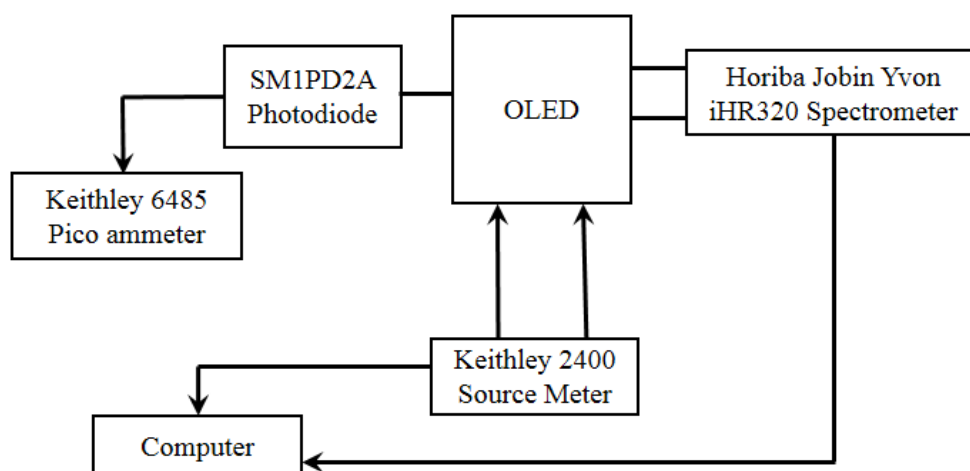 SM1PD2A
Photodiode
OLED
Horiba Jobin Yvon
iHR320 Spectrometer
Keithley 6485
Pico ammeter
Keithley 2400
Source Meter
Computer